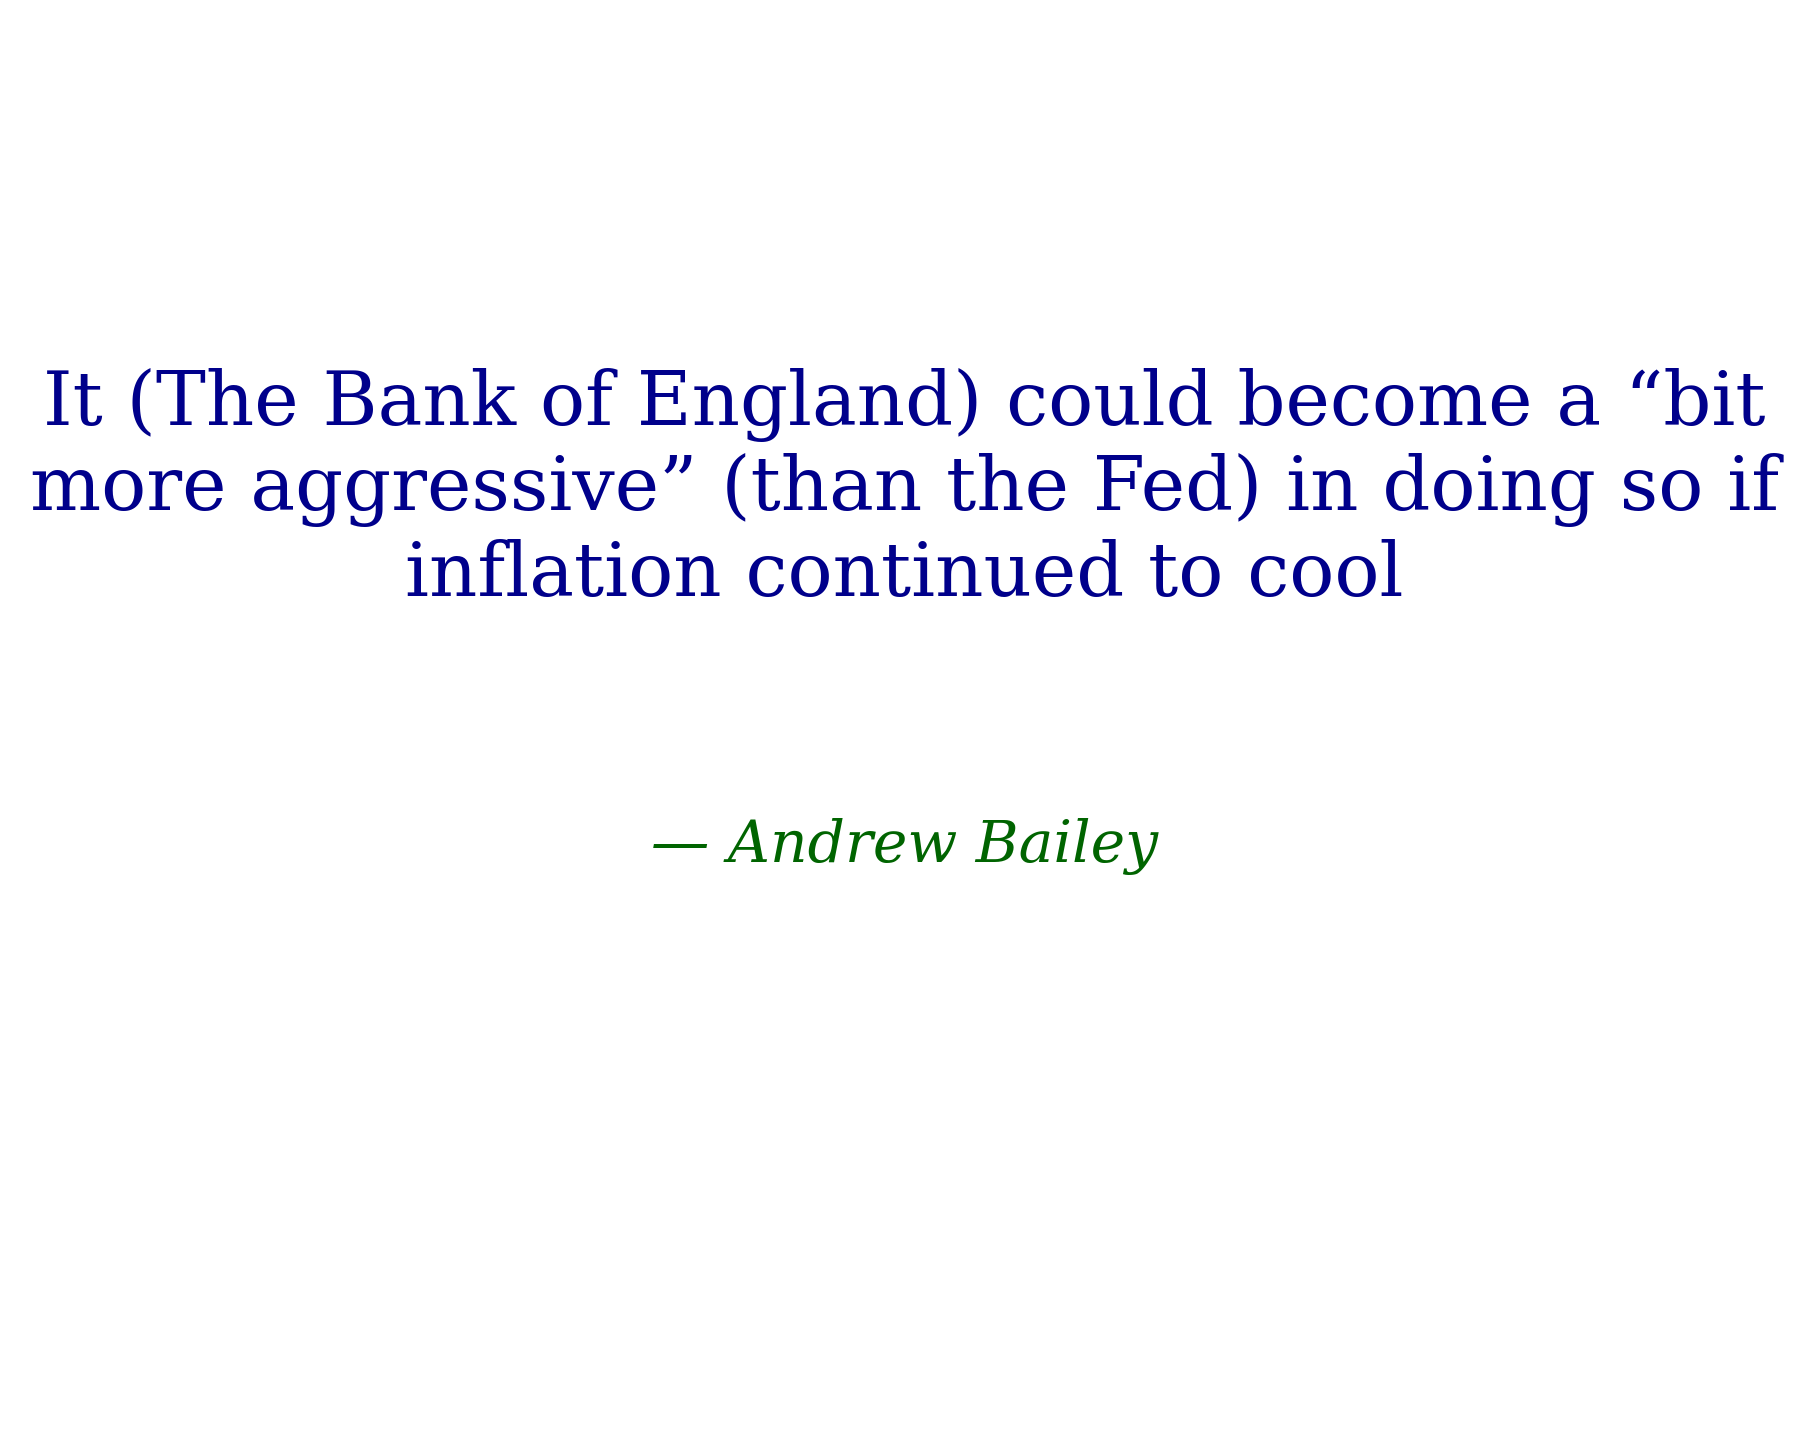 It (The Bank of England) could become a “bit
more aggressive” (than the Fed) in doing so if
inflation continued to cool
— Andrew Bailey